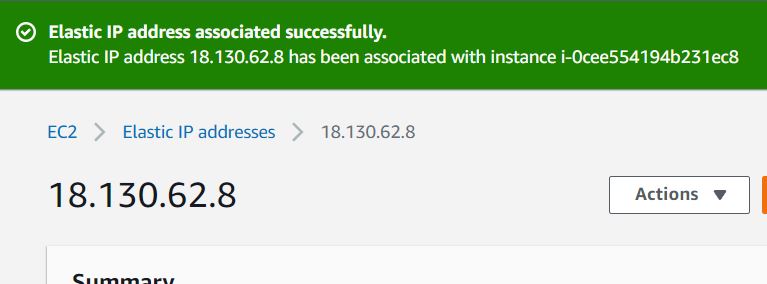 Elastic IP address associated successfully.
Elastic IP address 18.130.62.8 has been associated with instance i-0cee554194b231ec8
EC2 > Elastic IP addresses > 18.130.62.8
18.130.62.8
Actions
Summary